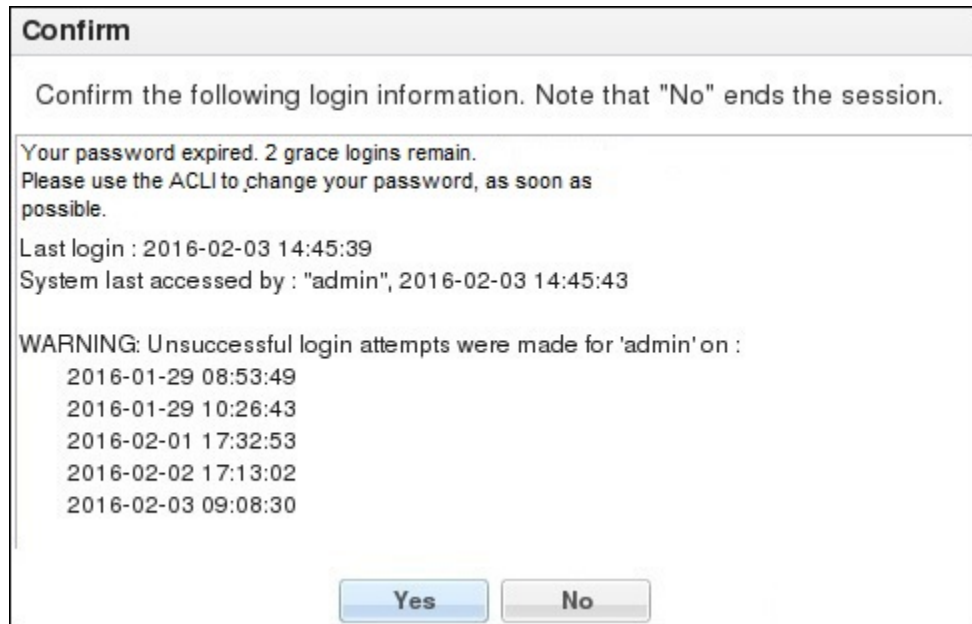 Confirm
Confirm the following login information. Note that "No" ends the session.
Your password expired. 2 grace logins remain.
Please use the ACLI to change your password, as soon as
possible.
Last login : 2016-02-03 14:45:39
System last accessed by : "admin", 2016-02-03 14:45:43
WARNING: Unsuccessful login attempts were made for 'admin' on :
2016-01-29 08:53:49
2016-01-29 10:26:43
2016-02-01 17:32:53
2016-02-02 17:13:02
2016-02-03 09:08:30
Yes No